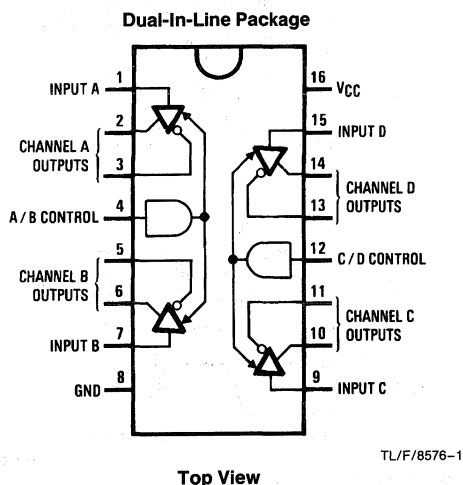 Dual-In-Line Package
INPUT A 1
CHANNEL A
OUTPUTS
2
3
A/B CONTROL 4
CHANNEL B
OUTPUTS
5
6
INPUT B 7
GND 8
16 VCC
15 INPUT D
14
CHANNEL D
OUTPUTS
13
12 C/D CONTROL
11
CHANNEL C
OUTPUTS
10
9 INPUT C
TL/F/8576–1
Top View